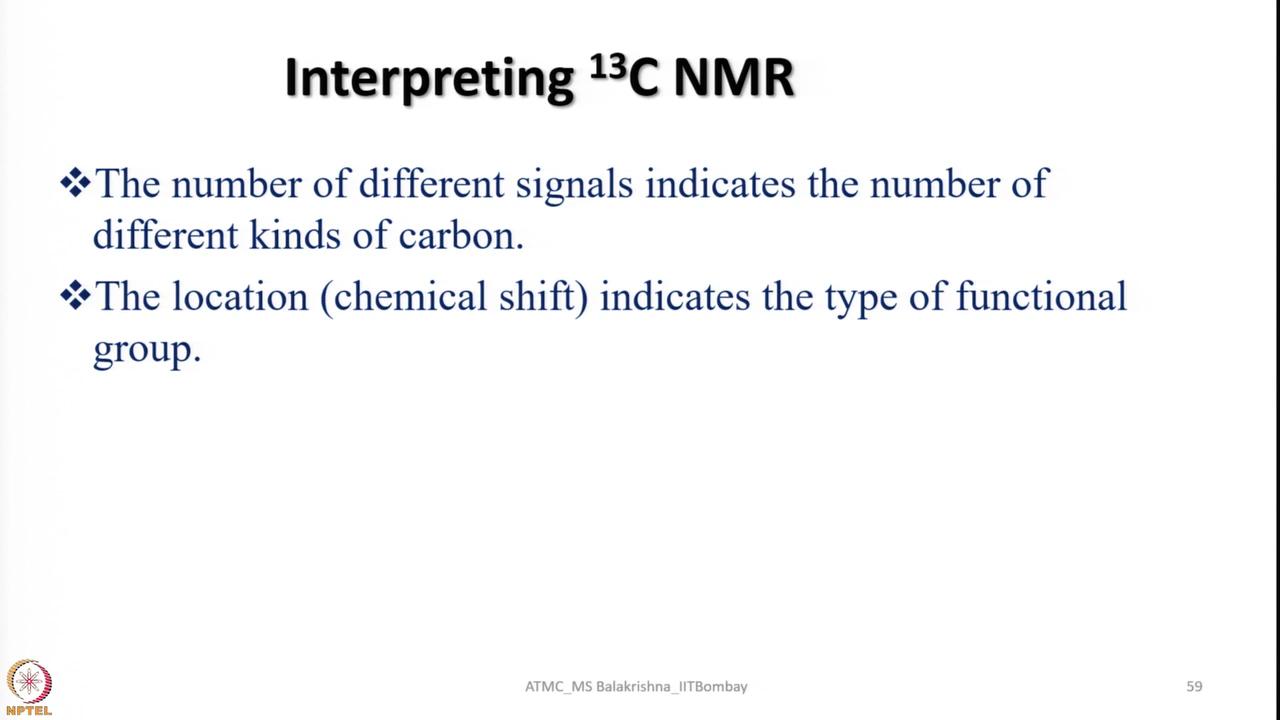 Interpreting ¹³C NMR
❖The number of different signals indicates the number of
different kinds of carbon.
❖The location (chemical shift) indicates the type of functional
group.
NPTEL
ATMC_MS Balakrishna_IITBombay
59